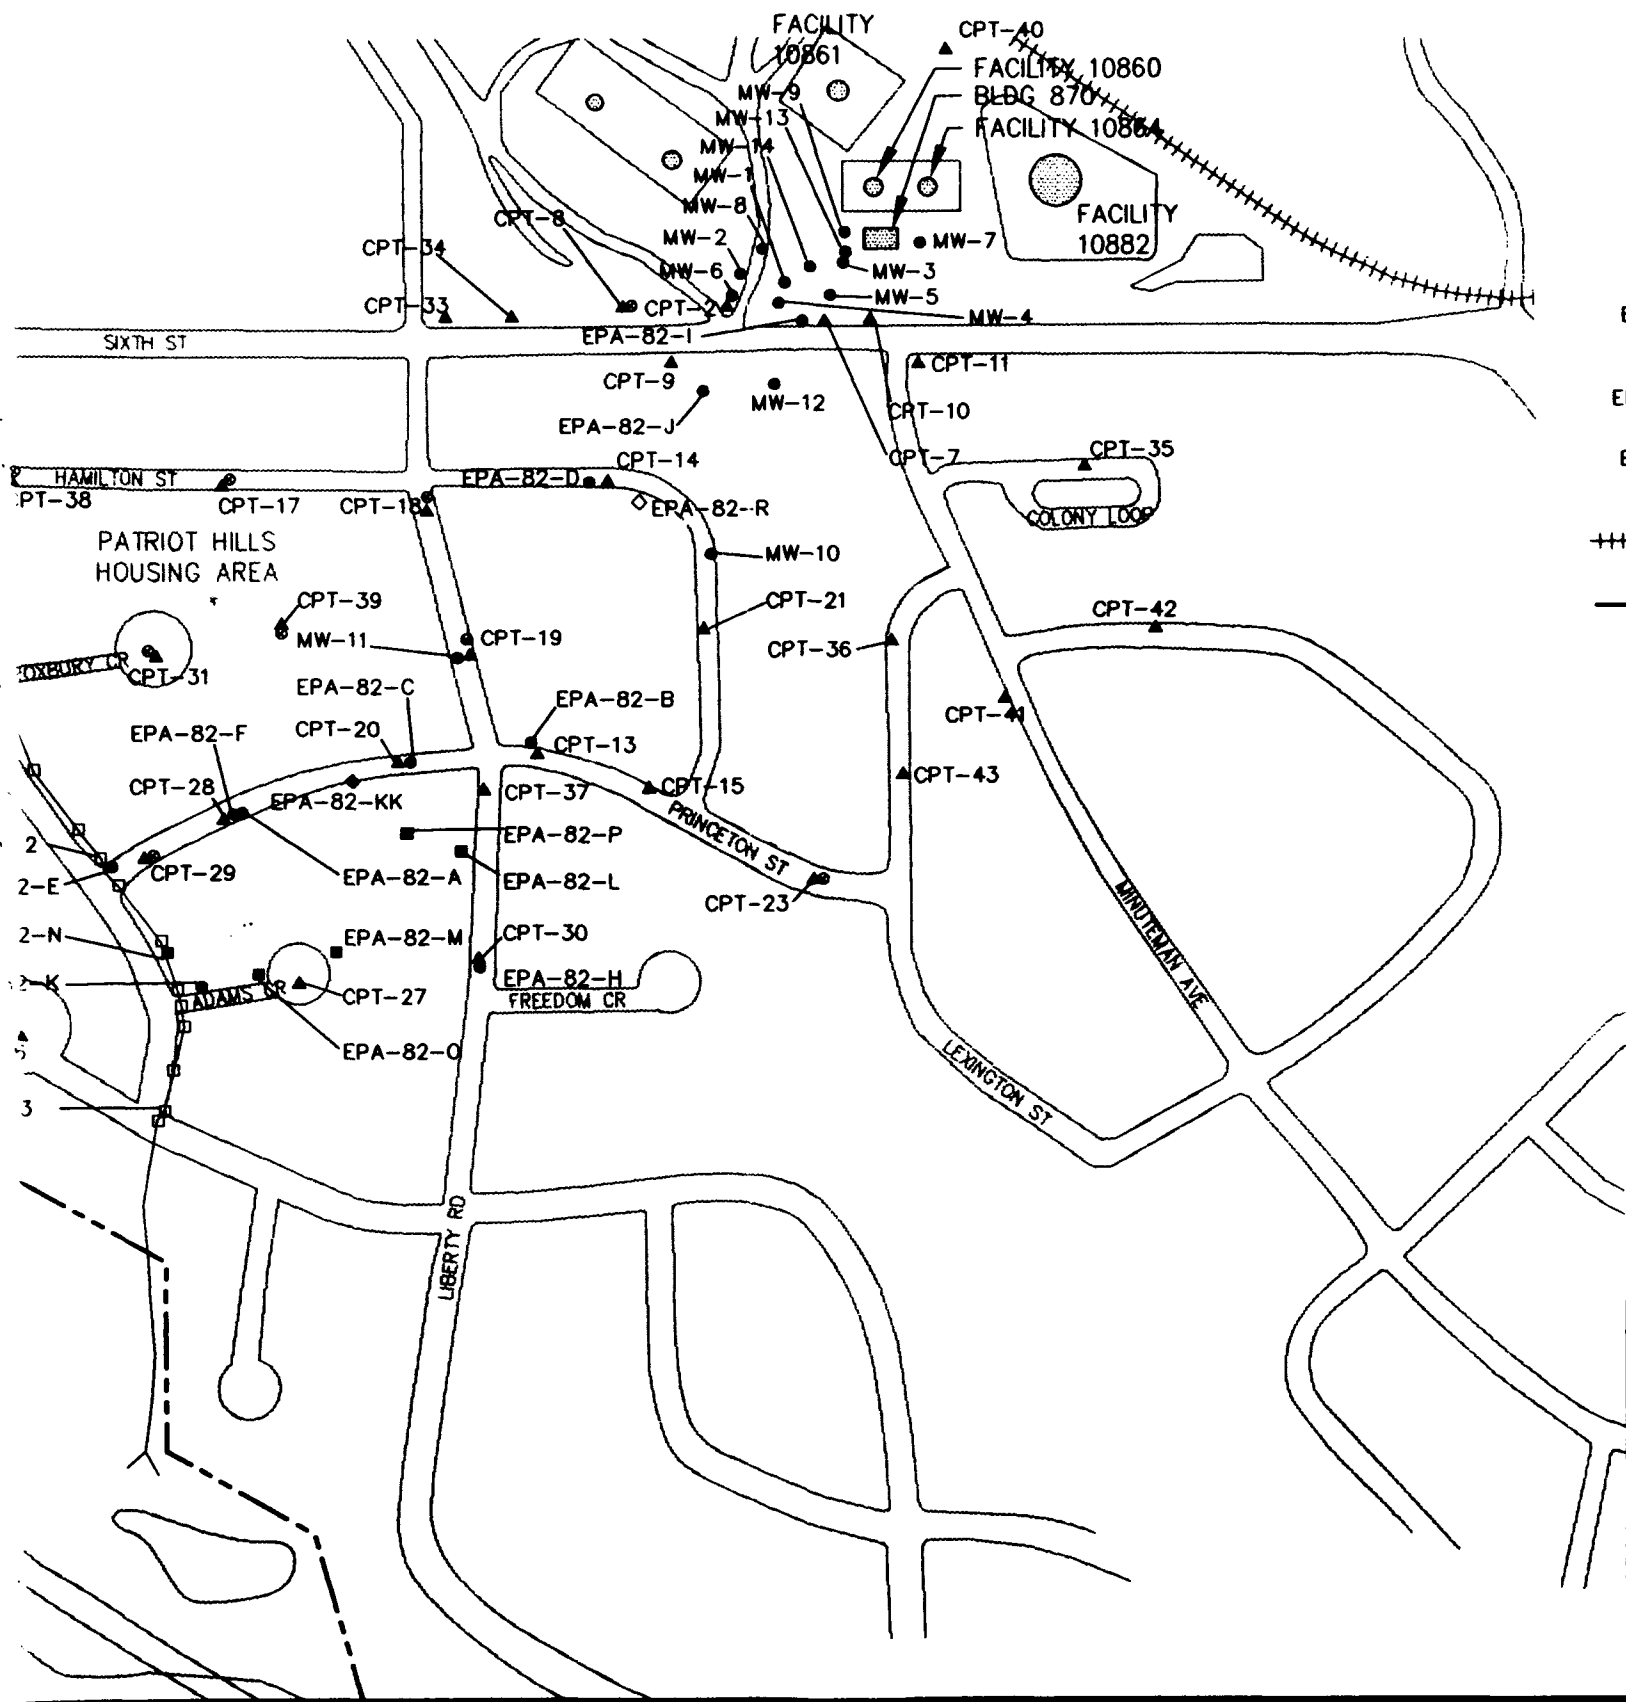 FACILITY
10861
CPT-40
FACILITY 10860
BLDG 870
MW-9
MW-13
FACILITY 10864
MW-14
MW-1
MW-8
CPT-8
FACILITY
10882
MW-2
MW-7
CPT-34
MW-6
MW-3
MW-5
CPT-33
CPT-2
MW-4
EPA-82-I
SIXTH ST
CPT-9
CPT-11
MW-12
CPT-10
EPA-82-J
CPT-14
CPT-7
CPT-35
HAMILTON ST
EPA-82-D
PT-38
CPT-17
CPT-18
EPA-82-R
COLONY LOOP
PATRIOT HILLS
HOUSING AREA
MW-10
CPT-39
CPT-21
CPT-42
MW-11
CPT-19
CPT-36
OXBURY CR
CPT-31
EPA-82-C
EPA-82-B
CPT-41
EPA-82-F
CPT-20
CPT-13
CPT-43
CPT-28
EPA-82-KK
CPT-37
CPT-15
PRINCETON ST
EPA-82-P
2
CPT-29
EPA-82-A
EPA-82-L
2-E
CPT-23
MINUTEMAN AVE
2-N
EPA-82-M
CPT-30
2-K
EPA-82-H
ADAMS CR
CPT-27
FREEDOM CR
EPA-82-O
LEXINGTON ST
3
LIBERTY RD